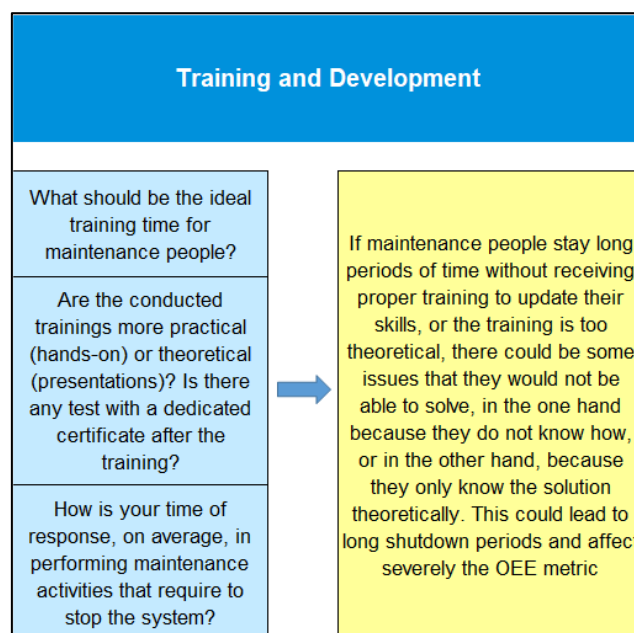 Training and Development
What should be the ideal
training time for
maintenance people?
Are the conducted
trainings more practical
(hands-on) or theoretical
(presentations)? Is there
any test with a dedicated
certificate after the
training?
How is your time of
response, on average, in
performing maintenance
activities that require to
stop the system?
If maintenance people stay long
periods of time without receiving
proper training to update their
skills, or the training is too
theoretical, there could be some
issues that they would not be
able to solve, in the one hand
because they do not know how,
or in the other hand, because
they only know the solution
theoretically. This could lead to
long shutdown periods and affect
severely the OEE metric